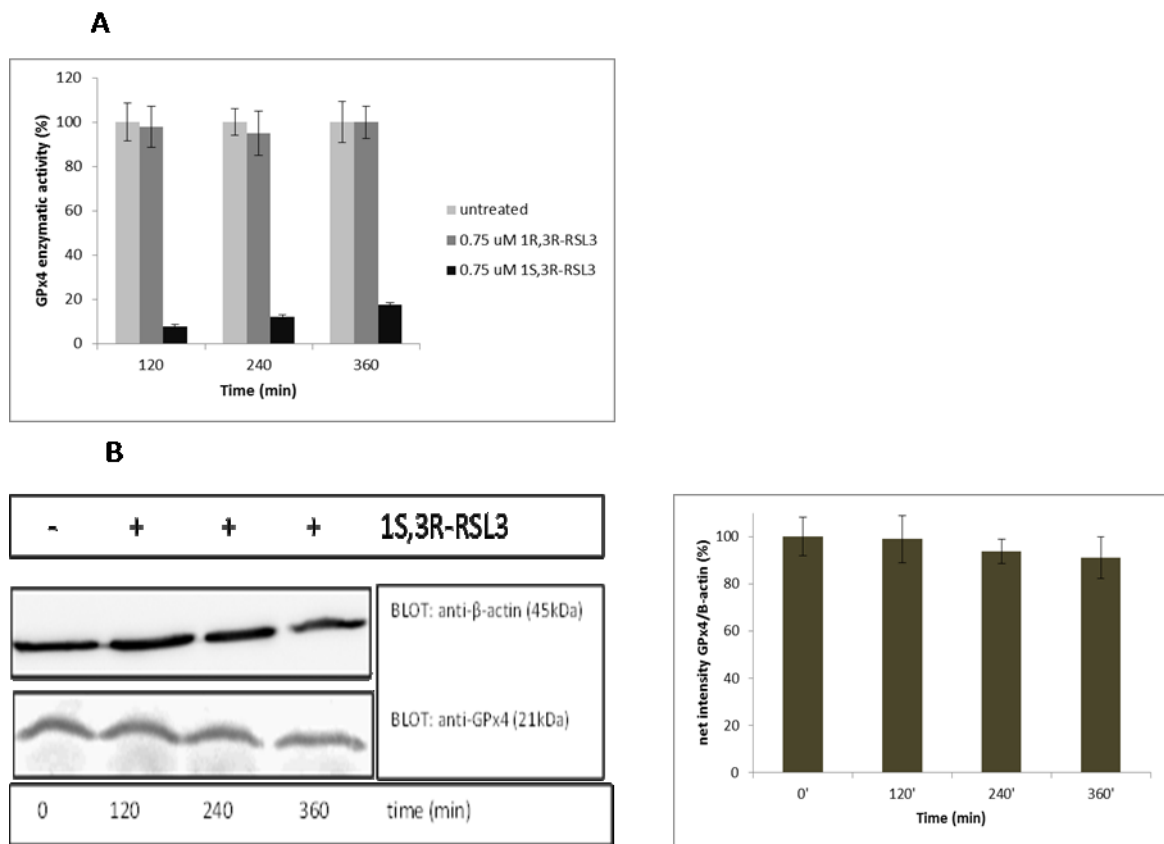 A
120
100
80
60
40
20
0
GPx4 enzymatic activity (%)
120 240 360
Time (min)
untreated
0.75 uM 1R,3R-RSL3
0.75 uM 1S,3R-RSL3
B
- + + + 1S,3R-RSL3
BLOT: anti-β-actin (45kDa)
BLOT: anti-GPx4 (21kDa)
0 120 240 360 time (min)
net intensity GPx4/B-actin (%)
100
80
60
40
20
0
0' 120' 240' 360'
Time (min)